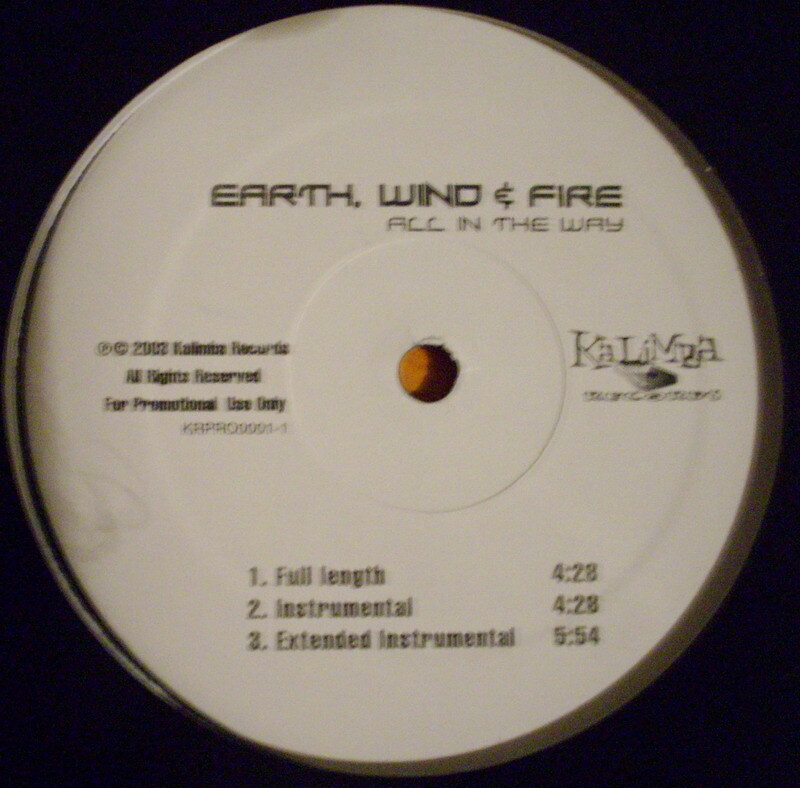 EARTH, WIND & FIRE
ALL IN THE WAY
℗© 2003 Kalimba Records
All Rights Reserved
For Promotional Use Only
KRPRO0001-1
KALIMBA
RECORDS
1. Full length 4:28
2. Instrumental 4:28
3. Extended Instrumental 5:54